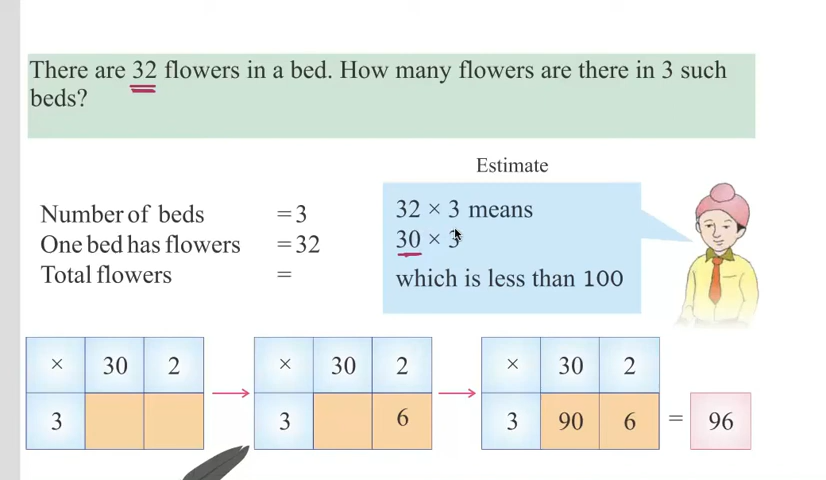 There are 32 flowers in a bed. How many flowers are there in 3 such
beds?
Estimate
Number of beds = 3
One bed has flowers = 32
Total flowers =
32 × 3 means
30 × 3
which is less than 100
× 30 2
3
× 30 2
3 6
× 30 2
3 90 6 = 96